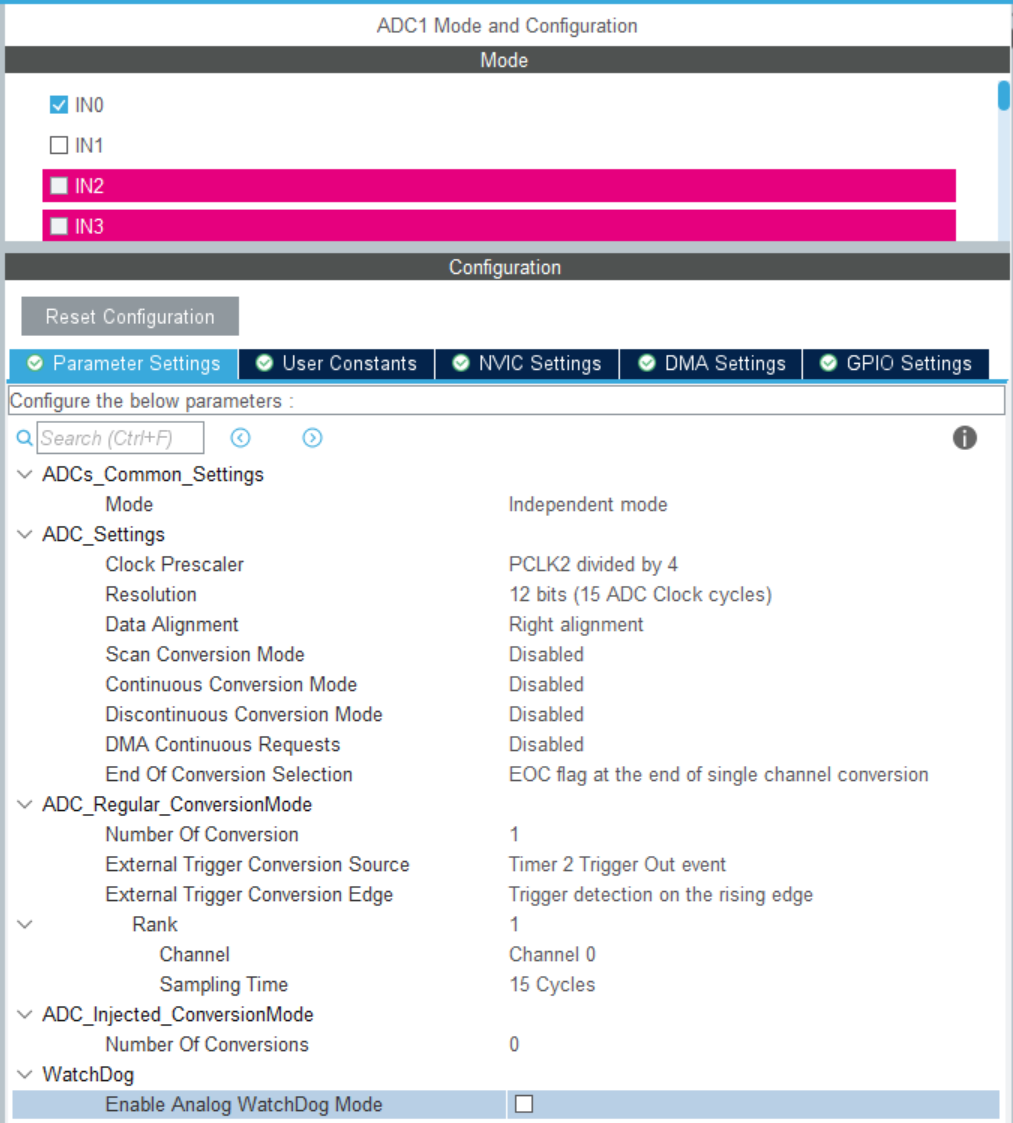 ADC1 Mode and Configuration
Mode
IN0
IN1
IN2
IN3
Configuration
Reset Configuration
Parameter Settings User Constants NVIC Settings DMA Settings GPIO Settings
Configure the below parameters :
Search (Ctrl+F)
ADCs_Common_Settings
Mode Independent mode
ADC_Settings
Clock Prescaler PCLK2 divided by 4
Resolution 12 bits (15 ADC Clock cycles)
Data Alignment Right alignment
Scan Conversion Mode Disabled
Continuous Conversion Mode Disabled
Discontinuous Conversion Mode Disabled
DMA Continuous Requests Disabled
End Of Conversion Selection EOC flag at the end of single channel conversion
ADC_Regular_ConversionMode
Number Of Conversion 1
External Trigger Conversion Source Timer 2 Trigger Out event
External Trigger Conversion Edge Trigger detection on the rising edge
Rank 1
Channel Channel 0
Sampling Time 15 Cycles
ADC_Injected_ConversionMode
Number Of Conversions 0
WatchDog
Enable Analog WatchDog Mode